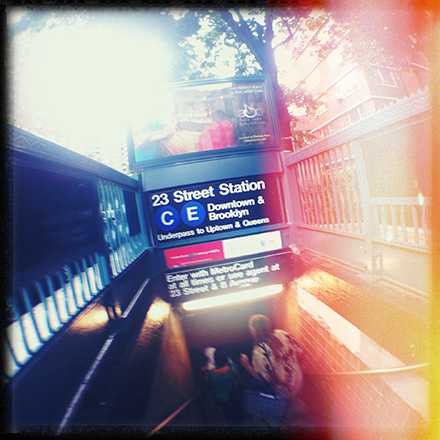 23 Street Station
C E Downtown &
Brooklyn
Underpass to Uptown & Queens
Enter with MetroCard
at all times or see agent at
23 Street & 8 Avenue